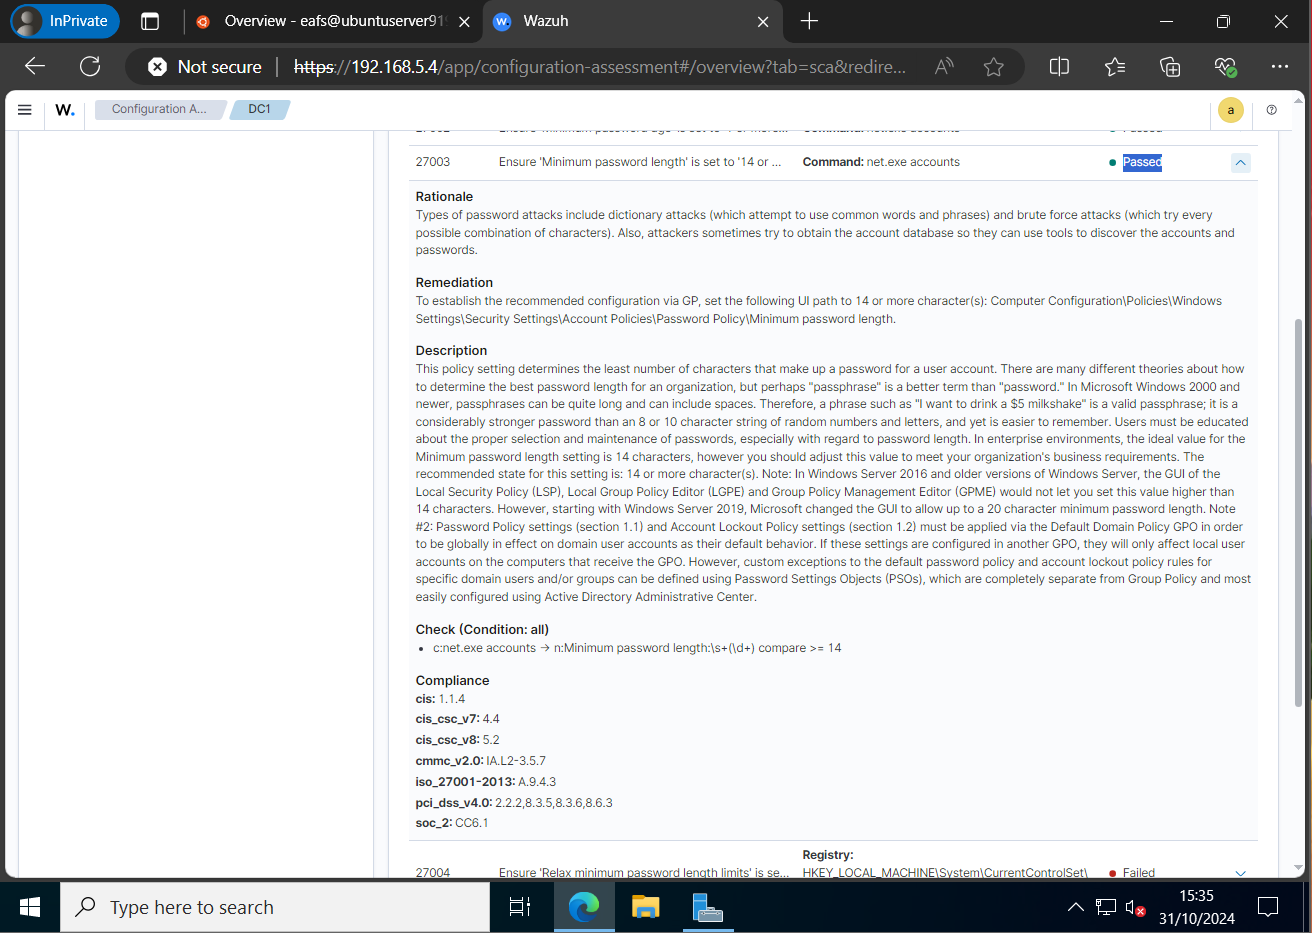 InPrivate
Overview - eafs@ubuntuserver91
Wazuh
Not secure
https://192.168.5.4/app/configuration-assessment#/overview?tab=sca&redire...
W.
Configuration A...
DC1
a
27003
Ensure 'Minimum password length' is set to '14 or ...
Command: net.exe accounts
Passed
Rationale
Types of password attacks include dictionary attacks (which attempt to use common words and phrases) and brute force attacks (which try every
possible combination of characters). Also, attackers sometimes try to obtain the account database so they can use tools to discover the accounts and
passwords.
Remediation
To establish the recommended configuration via GP, set the following UI path to 14 or more character(s): Computer Configuration\Policies\Windows
Settings\Security Settings\Account Policies\Password Policy\Minimum password length.
Description
This policy setting determines the least number of characters that make up a password for a user account. There are many different theories about how
to determine the best password length for an organization, but perhaps "passphrase" is a better term than "password." In Microsoft Windows 2000 and
newer, passphrases can be quite long and can include spaces. Therefore, a phrase such as "I want to drink a $5 milkshake" is a valid passphrase; it is a
considerably stronger password than an 8 or 10 character string of random numbers and letters, and yet is easier to remember. Users must be educated
about the proper selection and maintenance of passwords, especially with regard to password length. In enterprise environments, the ideal value for the
Minimum password length setting is 14 characters, however you should adjust this value to meet your organization's business requirements. The
recommended state for this setting is: 14 or more character(s). Note: In Windows Server 2016 and older versions of Windows Server, the GUI of the
Local Security Policy (LSP), Local Group Policy Editor (LGPE) and Group Policy Management Editor (GPME) would not let you set this value higher than
14 characters. However, starting with Windows Server 2019, Microsoft changed the GUI to allow up to a 20 character minimum password length. Note
#2: Password Policy settings (section 1.1) and Account Lockout Policy settings (section 1.2) must be applied via the Default Domain Policy GPO in order
to be globally in effect on domain user accounts as their default behavior. If these settings are configured in another GPO, they will only affect local user
accounts on the computers that receive the GPO. However, custom exceptions to the default password policy and account lockout policy rules for
specific domain users and/or groups can be defined using Password Settings Objects (PSOs), which are completely separate from Group Policy and most
easily configured using Active Directory Administrative Center.
Check (Condition: all)
• c:net.exe accounts → n:Minimum password length:\s+(\d+) compare >= 14
Compliance
cis: 1.1.4
cis_csc_v7: 4.4
cis_csc_v8: 5.2
cmmc_v2.0: IA.L2-3.5.7
iso_27001-2013: A.9.4.3
pci_dss_v4.0: 2.2.2,8.3.5,8.3.6,8.6.3
soc_2: CC6.1
Registry:
27004
Ensure 'Relax minimum password length limits' is se...
HKEY_LOCAL_MACHINE\System\CurrentControlSet\
Failed
Type here to search
15:35
31/10/2024